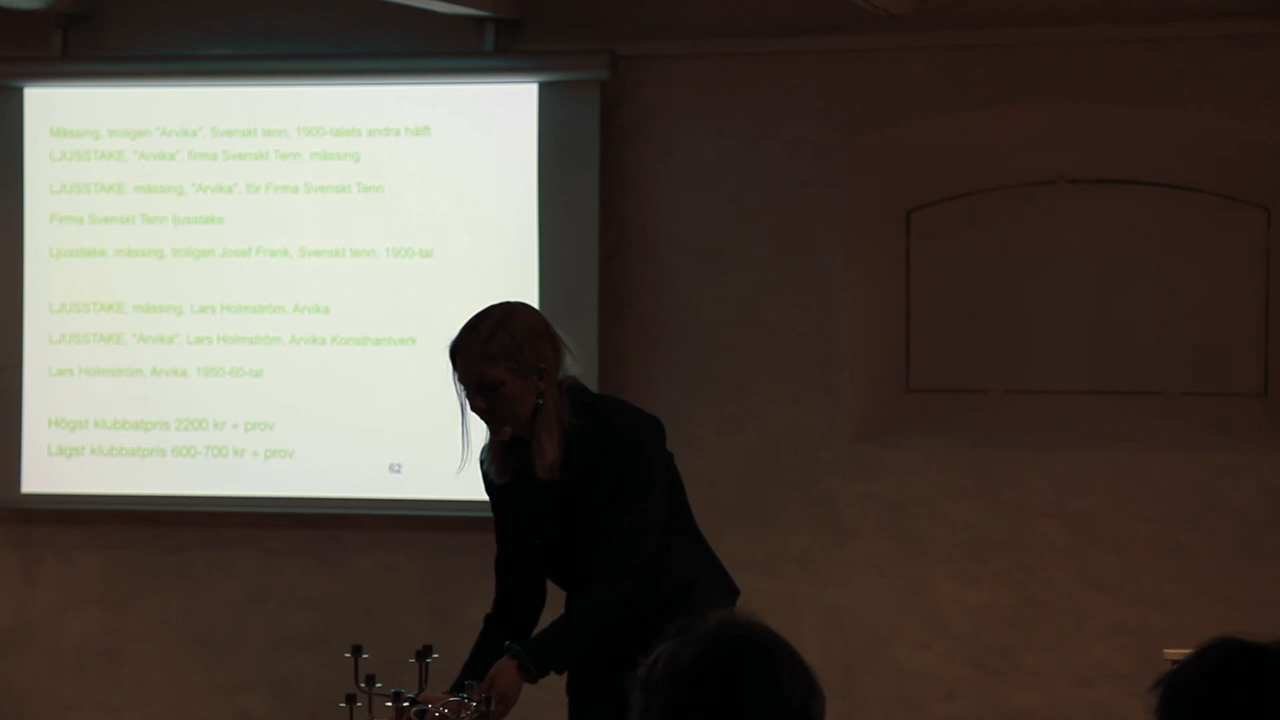 Mässing, troligen "Arvika", Svenskt tenn, 1900-talets andra hälft
LJUSSTAKE, "Arvika", firma Svenskt Tenn, mässing
LJUSSTAKE, mässing, "Arvika", för Firma Svenskt Tenn
Firma Svenskt Tenn ljusstake
Ljusstake, mässing, troligen Josef Frank, Svenskt tenn, 1900-tal
LJUSSTAKE, mässing, Lars Holmström, Arvika
LJUSSTAKE, "Arvika", Lars Holmström, Arvika Konsthantverk
Lars Holmström, Arvika, 1950-60-tal
Högst klubbatpris 2200 kr + prov
Lägst klubbatpris 600-700 kr + prov
62